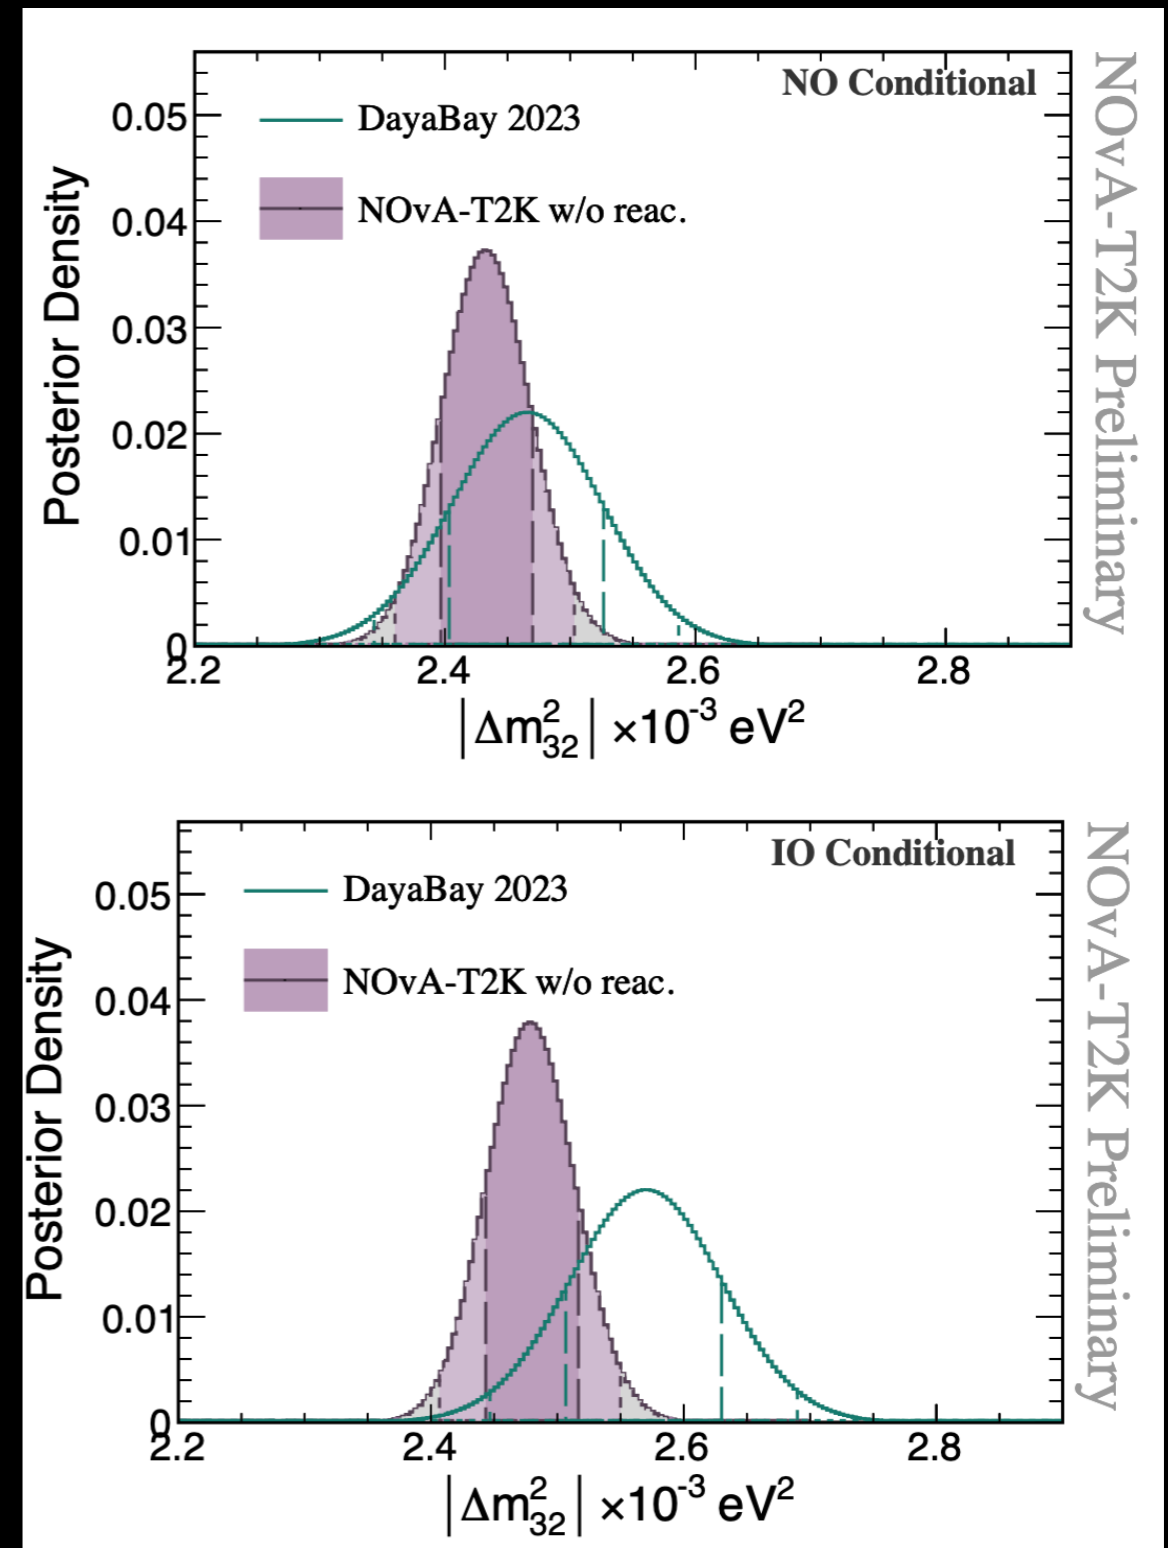 NO Conditional
DayaBay 2023
NOvA-T2K w/o reac.
Posterior Density
0.05
0.04
0.03
0.02
0.01
0
2.2 2.4 2.6 2.8
|Δm²₃₂| ×10⁻³ eV²
NOvA-T2K Preliminary
IO Conditional
DayaBay 2023
NOvA-T2K w/o reac.
Posterior Density
0.05
0.04
0.03
0.02
0.01
0
2.2 2.4 2.6 2.8
|Δm²₃₂| ×10⁻³ eV²
NOvA-T2K Preliminary